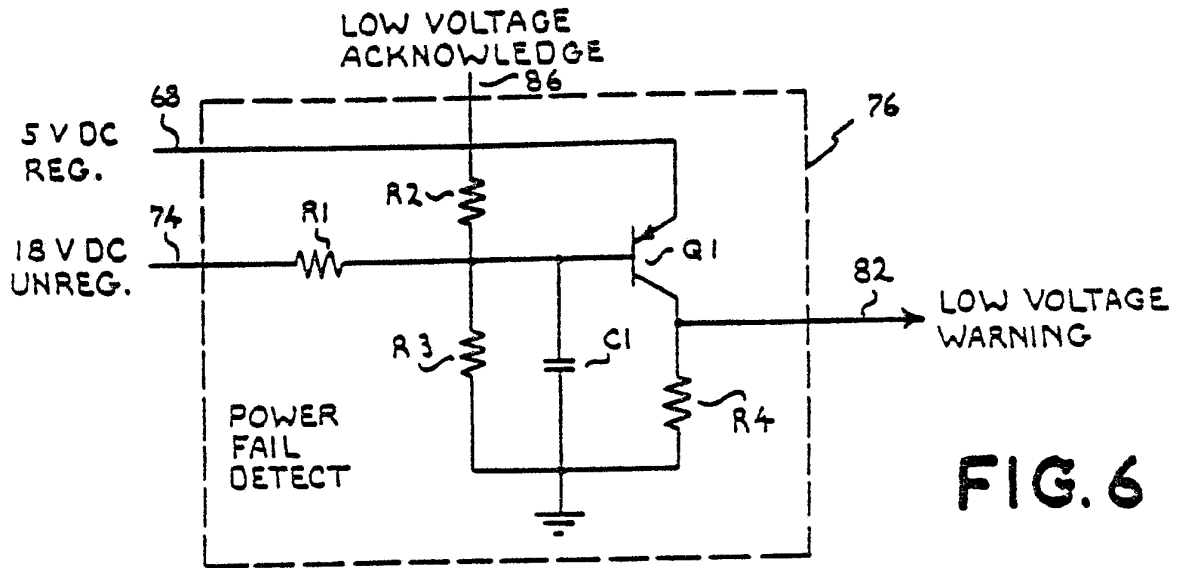 LOW VOLTAGE
ACKNOWLEDGE
86
68
5 V DC
REG.
76
R2
74
R1
18 V DC
UNREG.
Q1
82
LOW VOLTAGE
WARNING
R3
C1
R4
POWER
FAIL
DETECT
FIG. 6